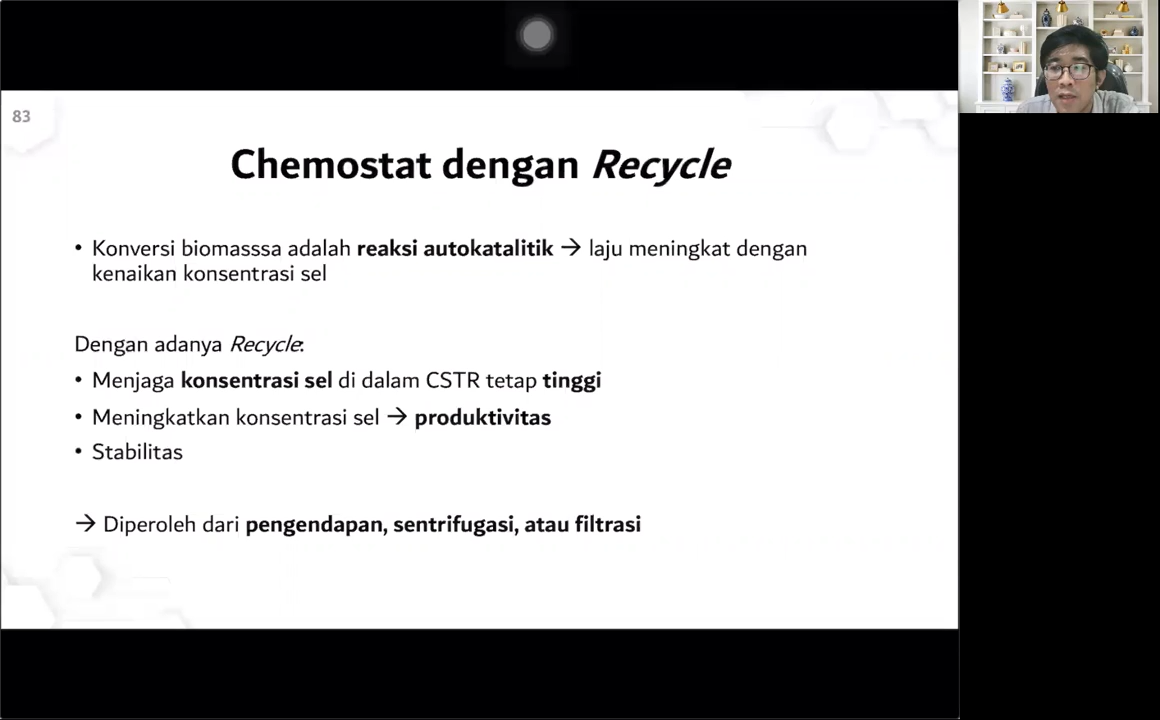 83
Chemostat dengan Recycle
• Konversi biomasssa adalah reaksi autokatalitik → laju meningkat dengan
kenaikan konsentrasi sel
Dengan adanya Recycle:
• Menjaga konsentrasi sel di dalam CSTR tetap tinggi
• Meningkatkan konsentrasi sel → produktivitas
• Stabilitas
→ Diperoleh dari pengendapan, sentrifugasi, atau filtrasi